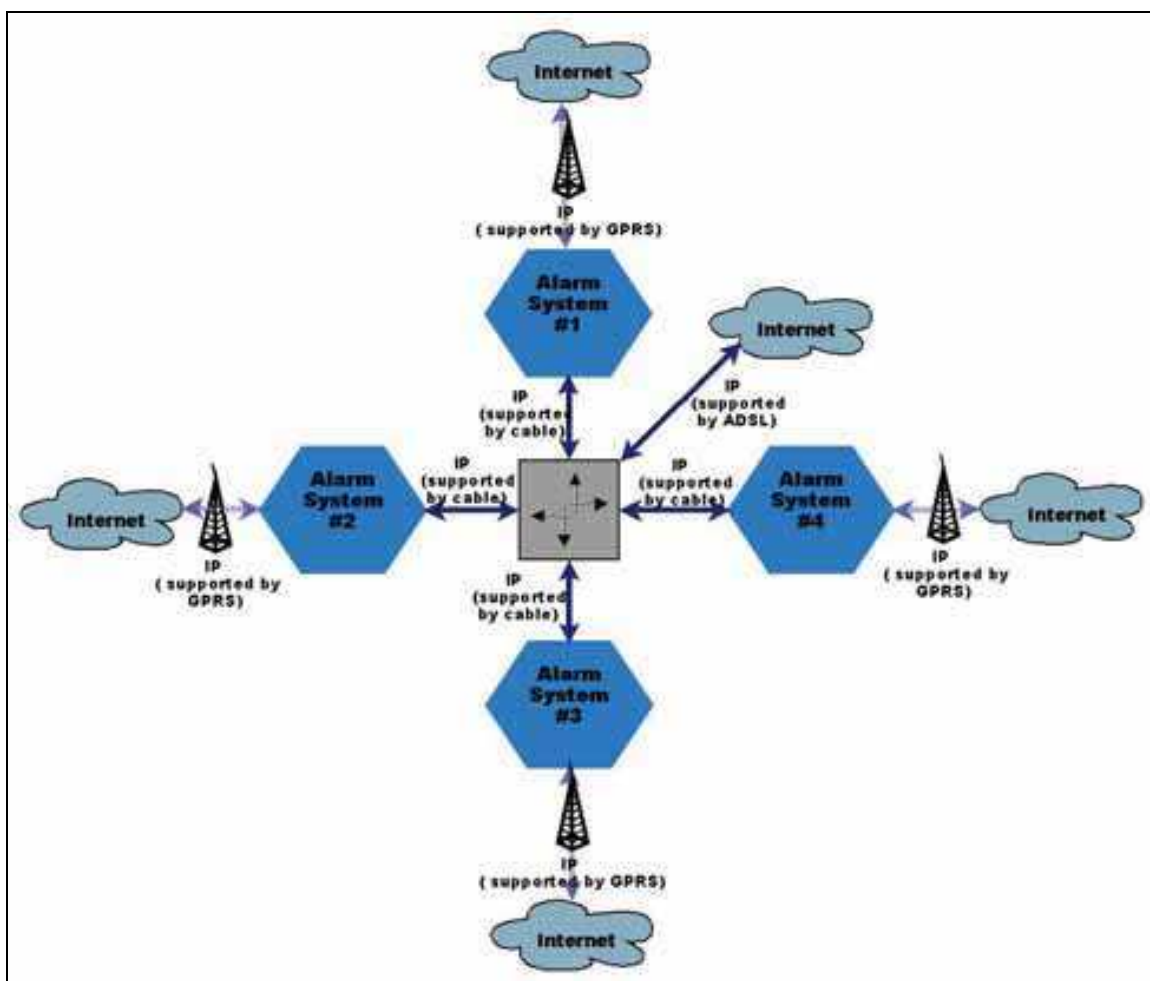 Internet
IP
( supported by GPRS)
Alarm
System
#1
Internet
IP
(supported
by cable)
IP
(supported
by ADSL)
Alarm
System
#2
IP
(supported
by cable)
IP
(supported
by cable)
Alarm
System
#4
Internet
IP
( supported by
GPRS)
Internet
IP
( supported by
GPRS)
IP
(supported
by cable)
Alarm
System
#3
IP
( supported by GPRS)
Internet